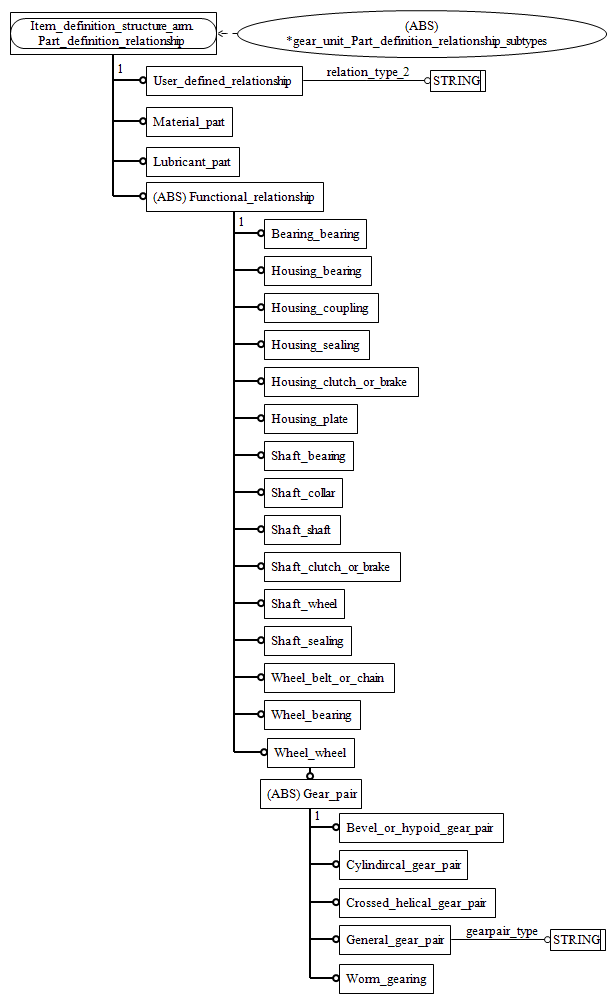 Item_definition_structure_arm.
Part_definition_relationship
(ABS)
*gear_unit_Part_definition_relationship_subtypes
1
User_defined_relationship
relation_type_2
STRING
Material_part
Lubricant_part
(ABS) Functional_relationship
1
Bearing_bearing
Housing_bearing
Housing_coupling
Housing_sealing
Housing_clutch_or_brake
Housing_plate
Shaft_bearing
Shaft_collar
Shaft_shaft
Shaft_clutch_or_brake
Shaft_wheel
Shaft_sealing
Wheel_belt_or_chain
Wheel_bearing
Wheel_wheel
(ABS) Gear_pair
1
Bevel_or_hypoid_gear_pair
Cylindircal_gear_pair
Crossed_helical_gear_pair
General_gear_pair
gearpair_type
STRING
Worm_gearing